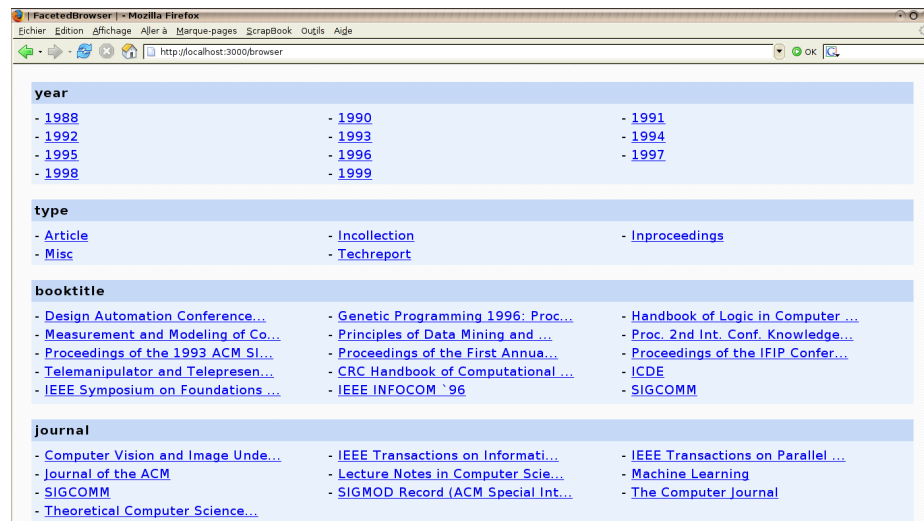 | FacetedBrowser | - Mozilla Firefox
Fichier Edition Affichage Aller à Marque-pages ScrapBook Outils Aide
http://localhost:3000/browser OK
year
- 1988 - 1990 - 1991
- 1992 - 1993 - 1994
- 1995 - 1996 - 1997
- 1998 - 1999
type
- Article - Incollection - Inproceedings
- Misc - Techreport
booktitle
- Design Automation Conference... - Genetic Programming 1996: Proc... - Handbook of Logic in Computer ...
- Measurement and Modeling of Co... - Principles of Data Mining and ... - Proc. 2nd Int. Conf. Knowledge...
- Proceedings of the 1993 ACM SI... - Proceedings of the First Annua... - Proceedings of the IFIP Confer...
- Telemanipulator and Telepresen... - CRC Handbook of Computational ... - ICDE
- IEEE Symposium on Foundations ... - IEEE INFOCOM `96 - SIGCOMM
journal
- Computer Vision and Image Unde... - IEEE Transactions on Informati... - IEEE Transactions on Parallel ...
- Journal of the ACM - Lecture Notes in Computer Scie... - Machine Learning
- SIGCOMM - SIGMOD Record (ACM Special Int... - The Computer Journal
- Theoretical Computer Science...